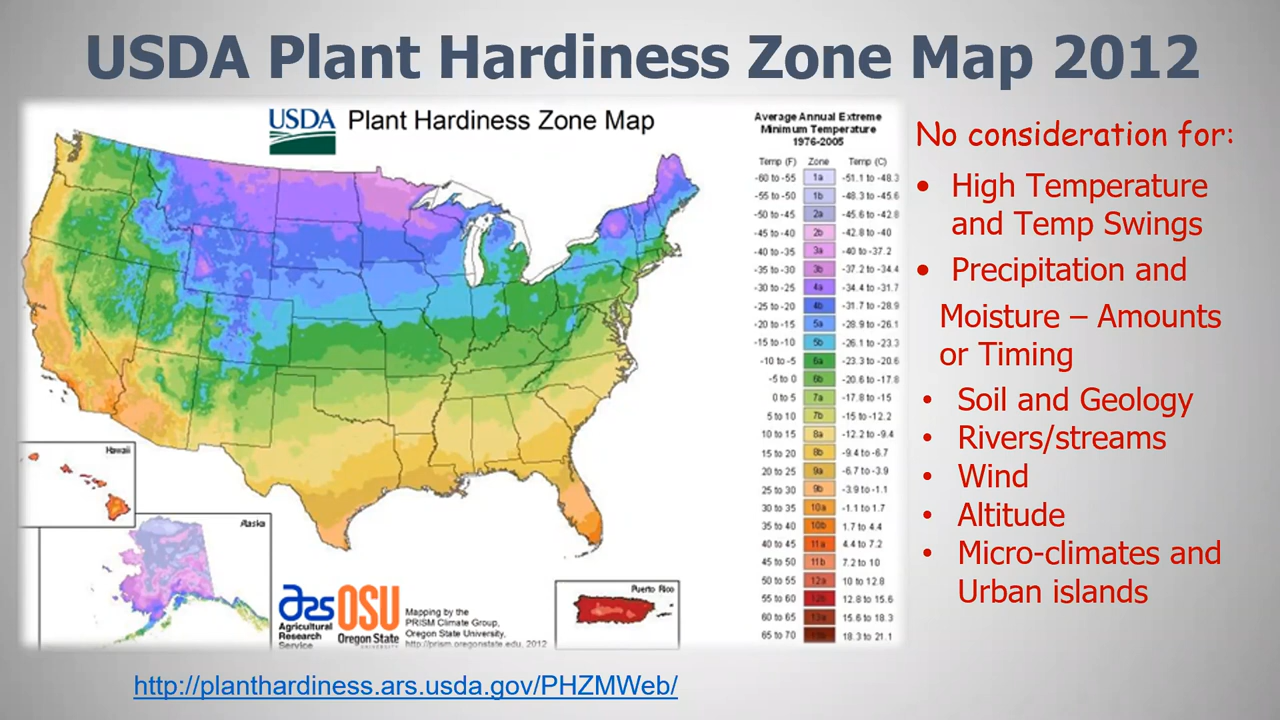 USDA Plant Hardiness Zone Map 2012
USDA
Plant Hardiness Zone Map
Average Annual Extreme
Minimum Temperature
1976-2005
Temp (F) Zone Temp (C)
-60 to -55 1a -51.1 to -48.3
-55 to -50 1b -48.3 to -45.6
-50 to -45 2a -45.6 to -42.8
-45 to -40 2b -42.8 to -40
-40 to -35 3a -40 to -37.2
-35 to -30 3b -37.2 to -34.4
-30 to -25 4a -34.4 to -31.7
-25 to -20 4b -31.7 to -28.9
-20 to -15 5a -28.9 to -26.1
-15 to -10 5b -26.1 to -23.3
-10 to -5 6a -23.3 to -20.6
-5 to 0 6b -20.6 to -17.8
0 to 5 7a -17.8 to -15
5 to 10 7b -15 to -12.2
10 to 15 8a -12.2 to -9.4
15 to 20 8b -9.4 to -6.7
20 to 25 9a -6.7 to -3.9
25 to 30 9b -3.9 to -1.1
30 to 35 10a -1.1 to 1.7
35 to 40 10b 1.7 to 4.4
40 to 45 11a 4.4 to 7.2
45 to 50 11b 7.2 to 10
50 to 55 12a 10 to 12.8
55 to 60 12b 12.8 to 15.6
60 to 65 13a 15.6 to 18.3
65 to 70 13b 18.3 to 21.1
Hawaii
Alaska
Puerto Rico
ars
Agricultural
Research
Service
OSU
Oregon State
UNIVERSITY
Mapping by the
PRISM Climate Group,
Oregon State University,
http://prism.oregonstate.edu, 2012
No consideration for:
• High Temperature
and Temp Swings
• Precipitation and
Moisture – Amounts
or Timing
• Soil and Geology
• Rivers/streams
• Wind
• Altitude
• Micro-climates and
Urban islands
http://planthardiness.ars.usda.gov/PHZMWeb/